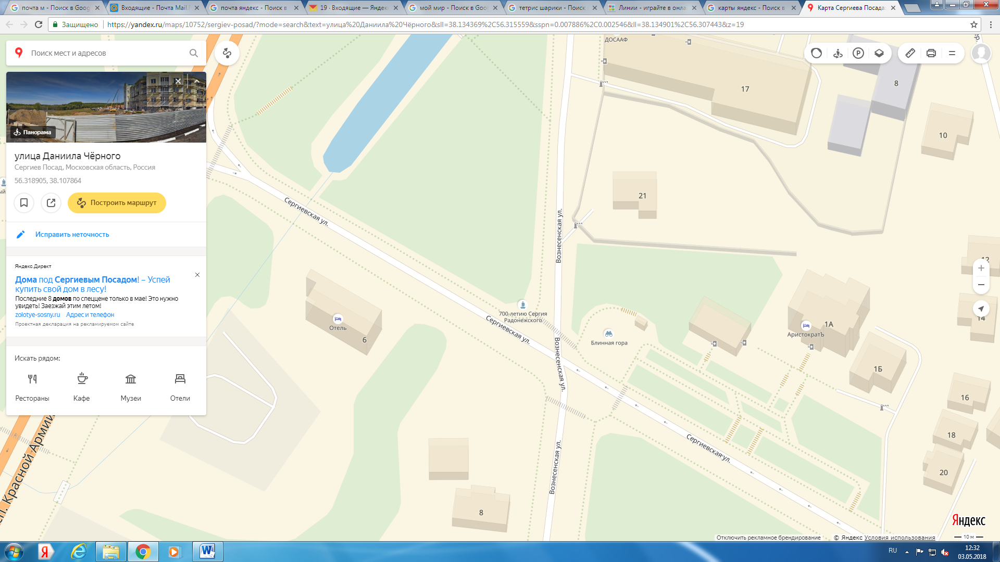 почта м - Поиск в Goog
Входящие - Почта Mail.R
почта яндекс - Поиск в
19 · Входящие — Яндекс
мой мир - Поиск в Goo
тетрис шарики - Поиск
Линии - играйте в онла
карты яндекс - Поиск в
Карта Сергиева Посада:
Защищено
https://yandex.ru/maps/10752/sergiev-posad/?mode=search&text=улица%20Даниила%20Чёрного&sll=38.134369%2C56.315559&sspn=0.007886%2C0.002546&ll=38.134901%2C56.307443&z=19
Поиск мест и адресов
Панорама
улица Даниила Чёрного
Сергиев Посад, Московская область, Россия
56.318905, 38.107864
Построить маршрут
Исправить неточность
Яндекс.Директ
Дома под Сергиевым Посадом! – Успей
купить свой дом в лесу!
Последние 8 домов по спеццене только в мае! Это нужно
увидеть! Заезжай этим летом!
zolotye-sosny.ru Адрес и телефон
Проектная декларация на рекламируемом сайте
Искать рядом:
Рестораны
Кафе
Музеи
Отели
ДОСААФ
17
8
10
21
12
14
16
18
20
1А
1Б
6
8
P
Сергиевская ул.
Сергиевская ул.
Сергиевская ул.
Вознесенская ул.
Вознесенская ул.
Вознесенская ул.
700-летию Сергия
Радонежского
Блинная гора
АристократЪ
Отель
сп. Красной Армии
Яндекс
10 м
Отключить рекламное брендирование
© Яндекс Условия использования
RU
12:32
03.05.2018